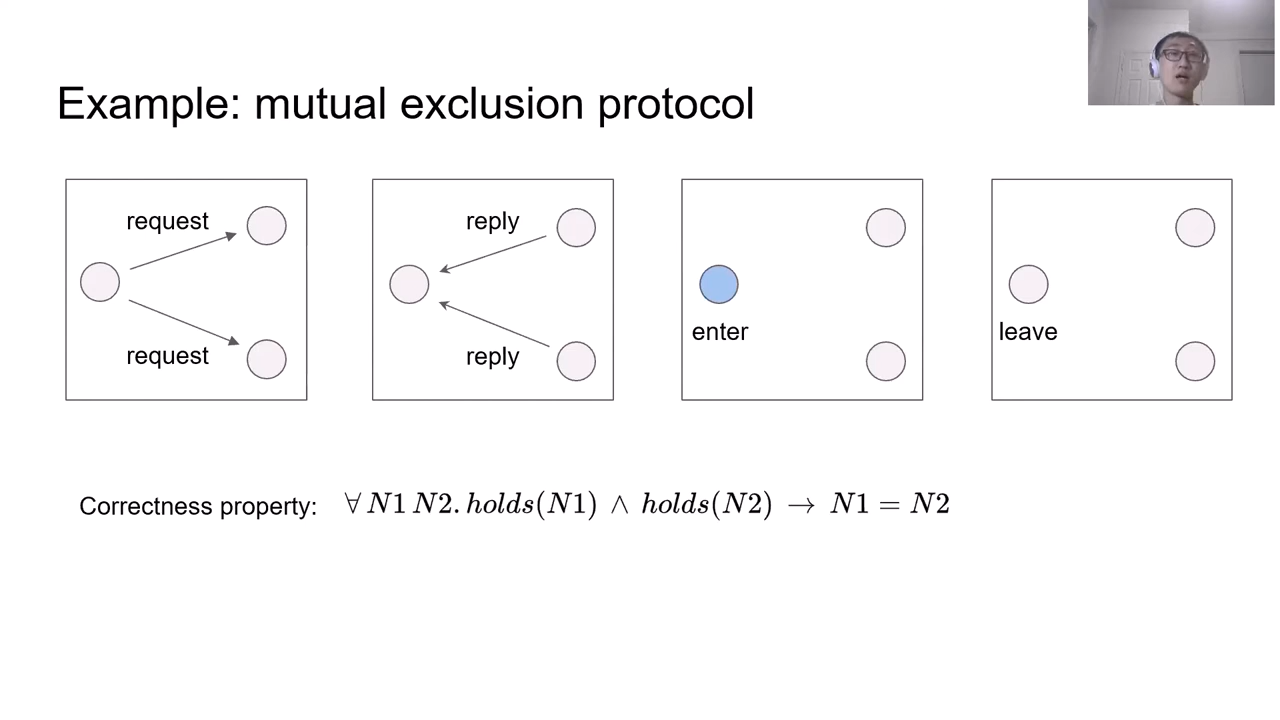 Example: mutual exclusion protocol
request
request
reply
reply
enter
leave
Correctness property: ∀ N1 N2. holds(N1) ∧ holds(N2) → N1 = N2